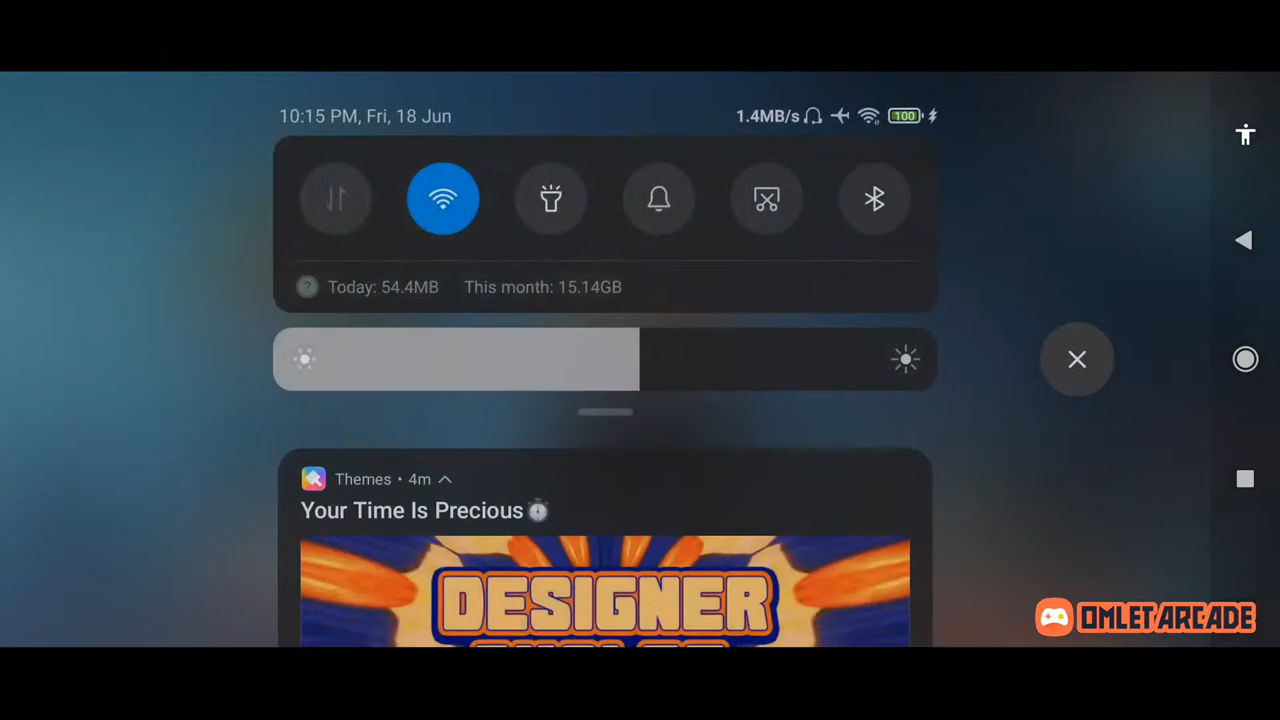 10:15 PM, Fri, 18 Jun
1.4MB/s
100
Today: 54.4MB
This month: 15.14GB
Themes • 4m
Your Time Is Precious
DESIGNER
OMLET ARCADE